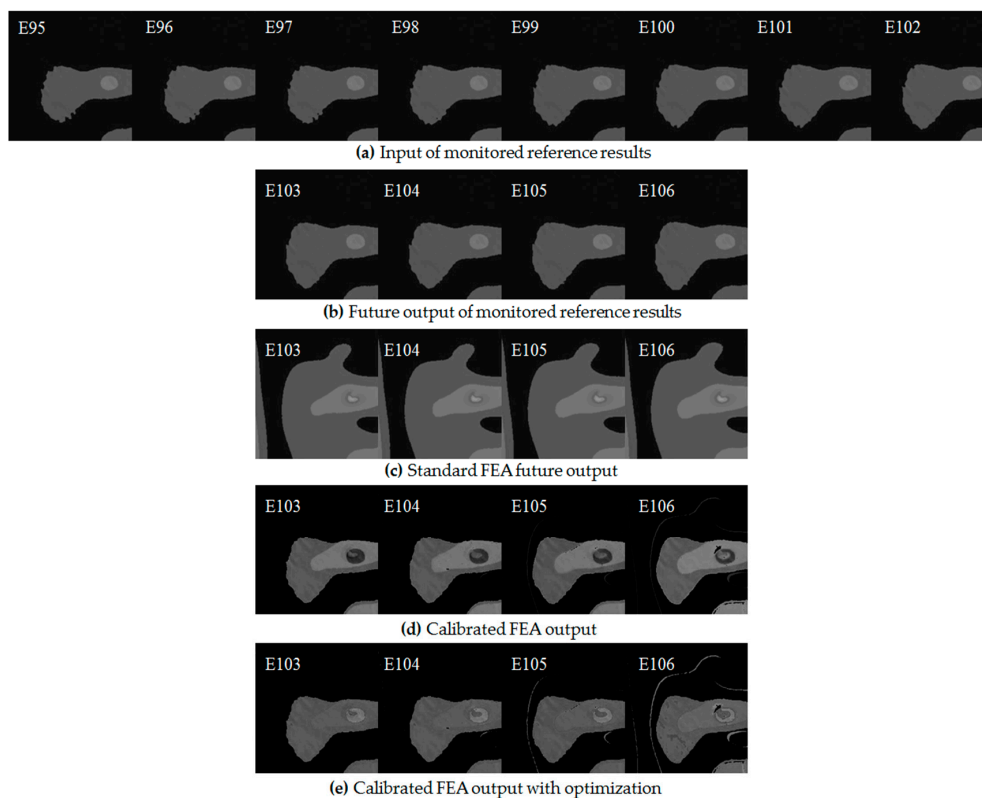 E95 E96 E97 E98 E99 E100 E101 E102
(a) Input of monitored reference results
E103 E104 E105 E106
(b) Future output of monitored reference results
E103 E104 E105 E106
(c) Standard FEA future output
E103 E104 E105 E106
(d) Calibrated FEA output
E103 E104 E105 E106
(e) Calibrated FEA output with optimization